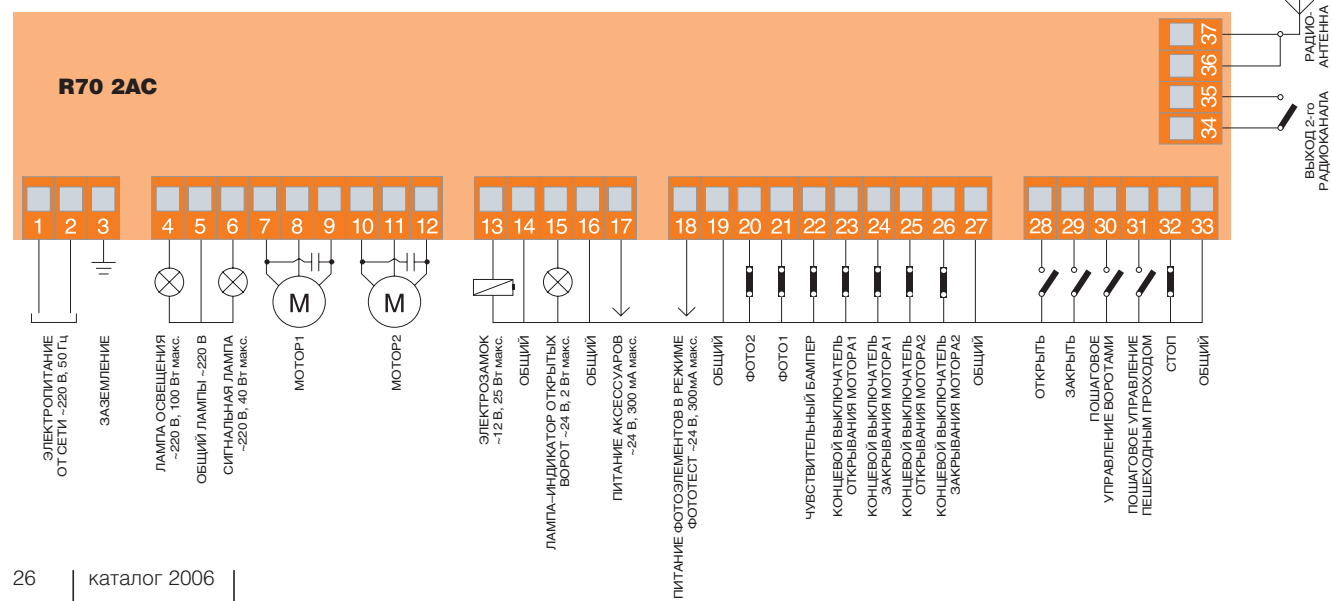 R70 2AC
37
36
35
34
РАДИО-
АНТЕННА
ВЫХОД 2-го
РАДИОКАНАЛА
1 2 3
4 5 6 7 8 9 10 11 12
13 14 15 16 17
18 19 20 21 22 23 24 25 26 27
28 29 30 31 32 33
M
M
ЭЛЕКТРОПИТАНИЕ
ОТ СЕТИ ~220 В, 50 Гц
ЗАЗЕМЛЕНИЕ
ЛАМПА ОСВЕЩЕНИЯ
~220 В, 100 Вт макс.
ОБЩИЙ ЛАМПЫ ~220 В
СИГНАЛЬНАЯ ЛАМПА
~220 В, 40 Вт макс.
МОТОР1
МОТОР2
ЭЛЕКТРОЗАМОК
~12 В, 25 Вт макс.
ОБЩИЙ
ЛАМПА–ИНДИКАТОР ОТКРЫТЫХ
ВОРОТ ~24 В, 2 Вт макс.
ОБЩИЙ
ПИТАНИЕ АКСЕССУАРОВ
~24 В, 300 мА макс.
ПИТАНИЕ ФОТОЭЛЕМЕНТОВ В РЕЖИМЕ
ФОТОТЕСТ ~24 В, 300мА макс.
ОБЩИЙ
ФОТО2
ФОТО1
ЧУВСТВИТЕЛЬНЫЙ БАМПЕР
КОНЦЕВОЙ ВЫКЛЮЧАТЕЛЬ
ОТКРЫВАНИЯ МОТОРА1
КОНЦЕВОЙ ВЫКЛЮЧАТЕЛЬ
ЗАКРЫВАНИЯ МОТОРА1
КОНЦЕВОЙ ВЫКЛЮЧАТЕЛЬ
ОТКРЫВАНИЯ МОТОРА2
КОНЦЕВОЙ ВЫКЛЮЧАТЕЛЬ
ЗАКРЫВАНИЯ МОТОРА2
ОБЩИЙ
ОТКРЫТЬ
ЗАКРЫТЬ
ПОШАГОВОЕ
УПРАВЛЕНИЕ ВОРОТАМИ
ПОШАГОВОЕ УПРАВЛЕНИЕ
ПЕШЕХОДНЫМ ПРОХОДОМ
СТОП
ОБЩИЙ
26
каталог 2006